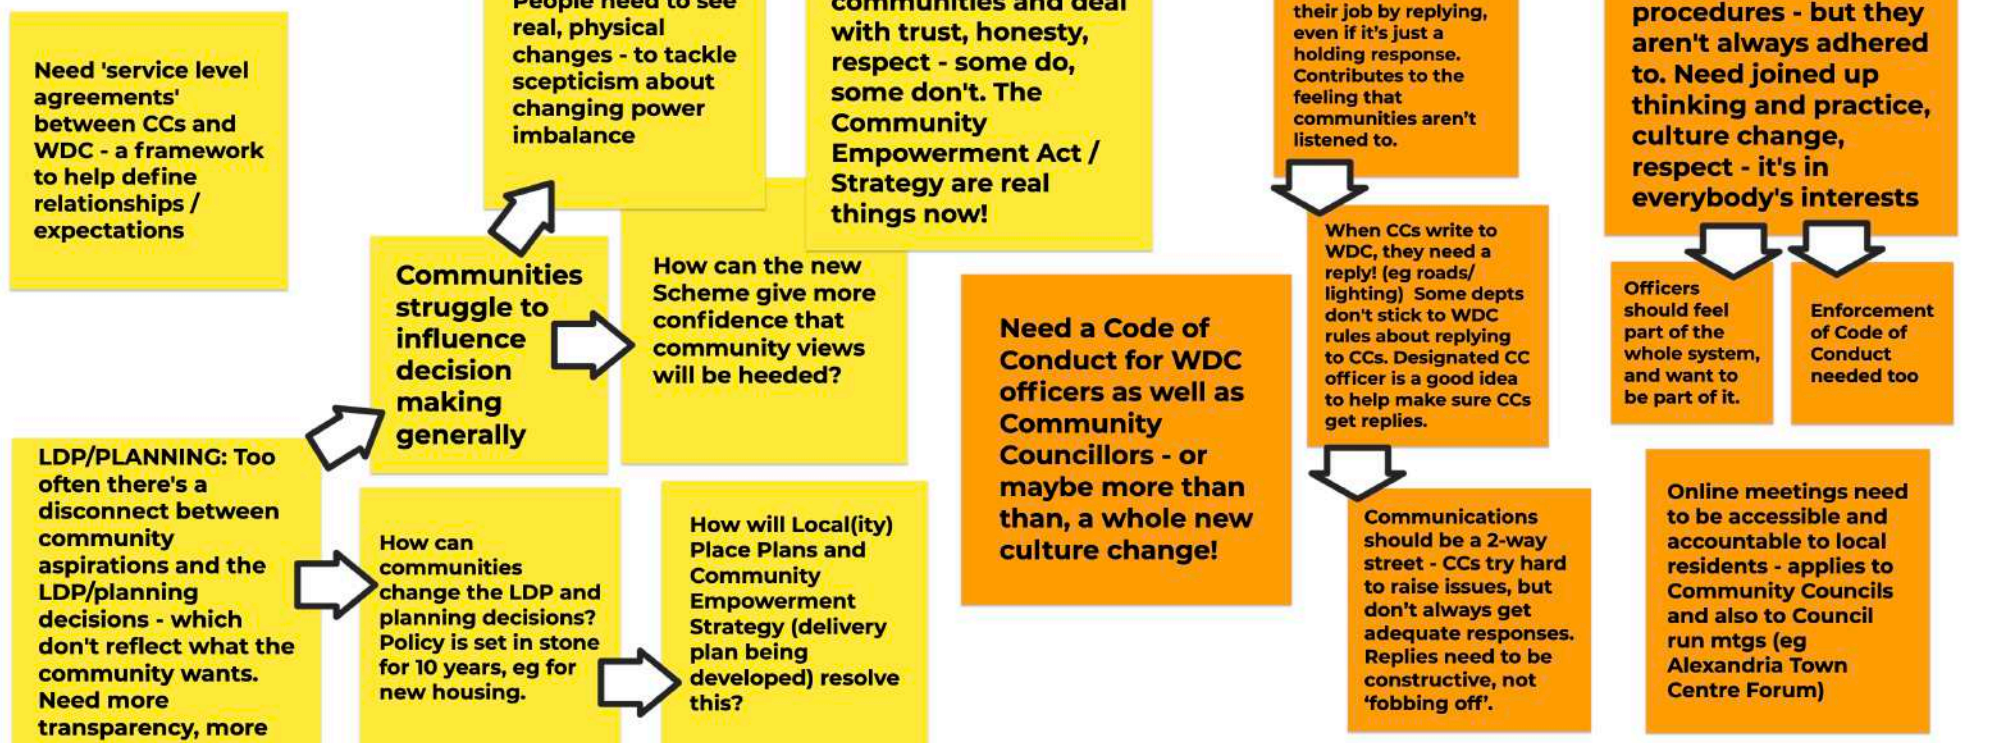 Need 'service level
agreements'
between CCs and
WDC - a framework
to help define
relationships /
expectations
People need to see
real, physical
changes - to tackle
scepticism about
changing power
imbalance
communities and deal
with trust, honesty,
respect - some do,
some don't. The
Community
Empowerment Act /
Strategy are real
things now!
Communities
struggle to
influence
decision
making
generally
How can the new
Scheme give more
confidence that
community views
will be heeded?
LDP/PLANNING: Too
often there's a
disconnect between
community
aspirations and the
LDP/planning
decisions - which
don't reflect what the
community wants.
Need more
transparency, more
How can
communities
change the LDP and
planning decisions?
Policy is set in stone
for 10 years, eg for
new housing.
How will Local(ity)
Place Plans and
Community
Empowerment
Strategy (delivery
plan being
developed) resolve
this?
Need a Code of
Conduct for WDC
officers as well as
Community
Councillors - or
maybe more than
than, a whole new
culture change!
their job by replying,
even if it's just a
holding response.
Contributes to the
feeling that
communities aren't
listened to.
When CCs write to
WDC, they need a
reply! (eg roads/
lighting) Some depts
don't stick to WDC
rules about replying
to CCs. Designated CC
officer is a good idea
to help make sure CCs
get replies.
Communications
should be a 2-way
street - CCs try hard
to raise issues, but
don't always get
adequate responses.
Replies need to be
constructive, not
‘fobbing off’.
procedures - but they
aren't always adhered
to. Need joined up
thinking and practice,
culture change,
respect - it's in
everybody's interests
Officers
should feel
part of the
whole system,
and want to
be part of it.
Enforcement
of Code of
Conduct
needed too
Online meetings need
to be accessible and
accountable to local
residents - applies to
Community Councils
and also to Council
run mtgs (eg
Alexandria Town
Centre Forum)